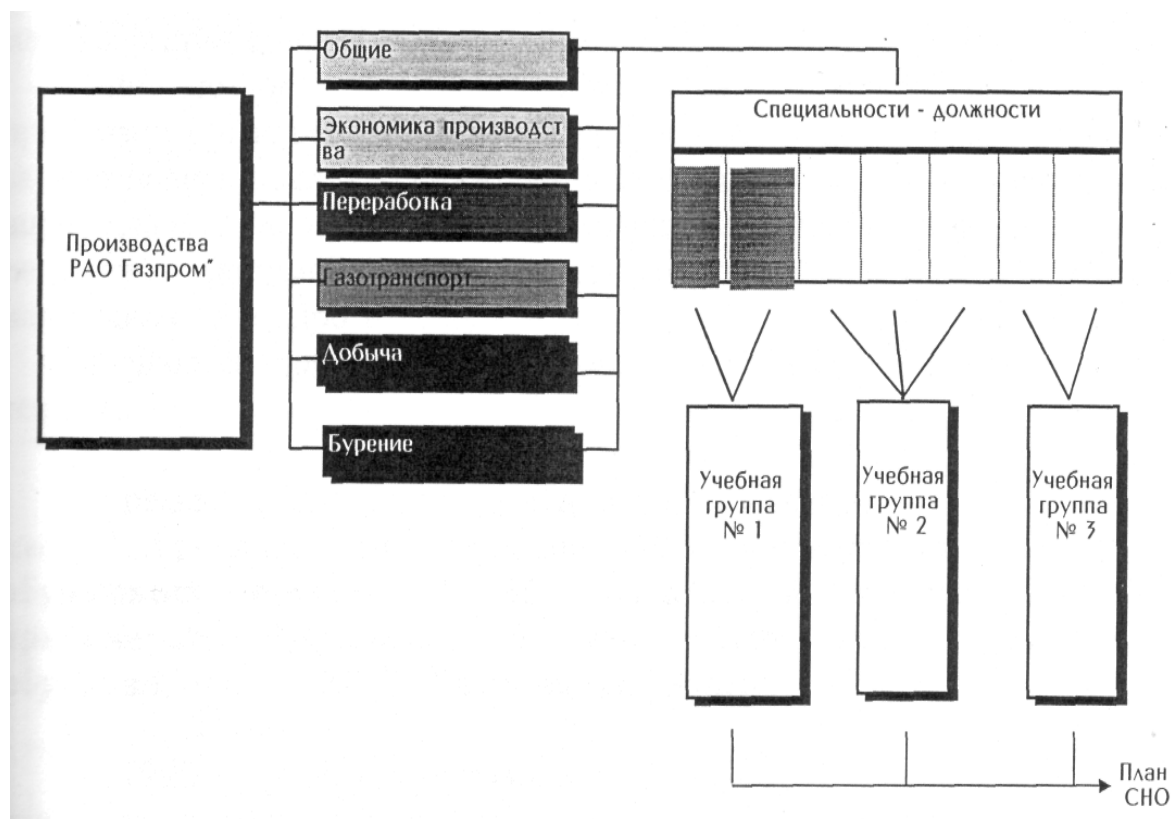 Общие
Экономика производст
ва
Переработка
Газотранспорт
Добыча
Бурение
Производства
РАО Газпром"
Специальности - должности
Учебная
группа
№ 1
Учебная
группа
№ 2
Учебная
группа
№ 3
План
СНО